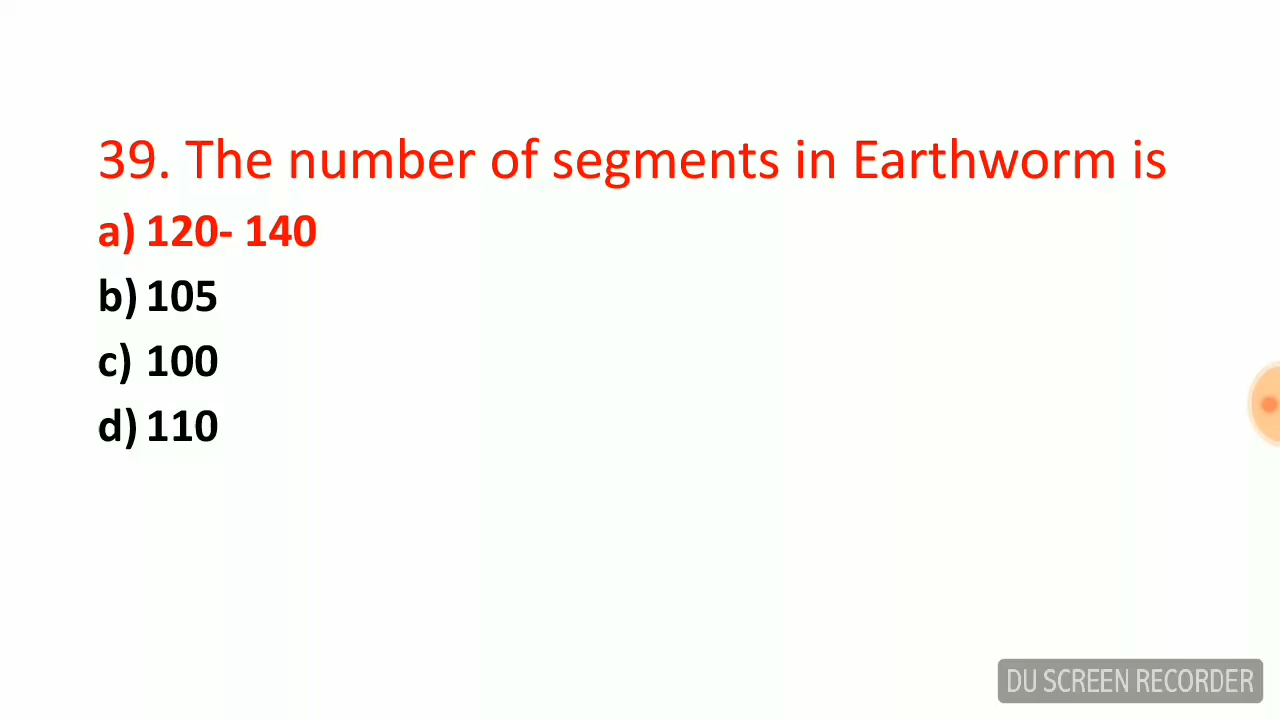 39. The number of segments in Earthworm is
a) 120- 140
b) 105
c) 100
d) 110
DU SCREEN RECORDER